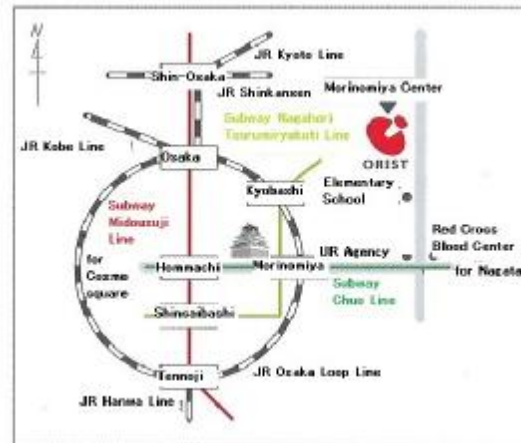 N
JR Kyoto Line
Shin-Osaka
JR Shinkansen
Morinomiya Center
Subway Nagahori
Tsurumiryokuti Line
JR Kobe Line
Osaka
ORIST
Kyobashi
Elementary
School
Subway
Midousuji
Line
Red Cross
Blood Center
UR Agency
for
Cosmo
square
Hommachi
Morinomiya
for Nagata
Subway
Chuo Line
Shinsaibashi
Tennoji
JR Osaka Loop Line
JR Hanwa Line